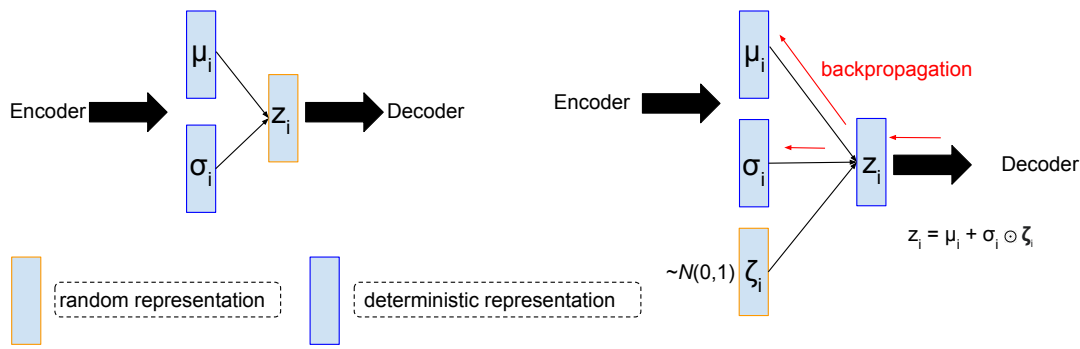 Encoder
μi
σi
zi
Decoder
random representation
deterministic representation
Encoder
μi
σi
~N(0,1)
ζi
zi
backpropagation
Decoder
zi = μi + σi ⊙ ζi